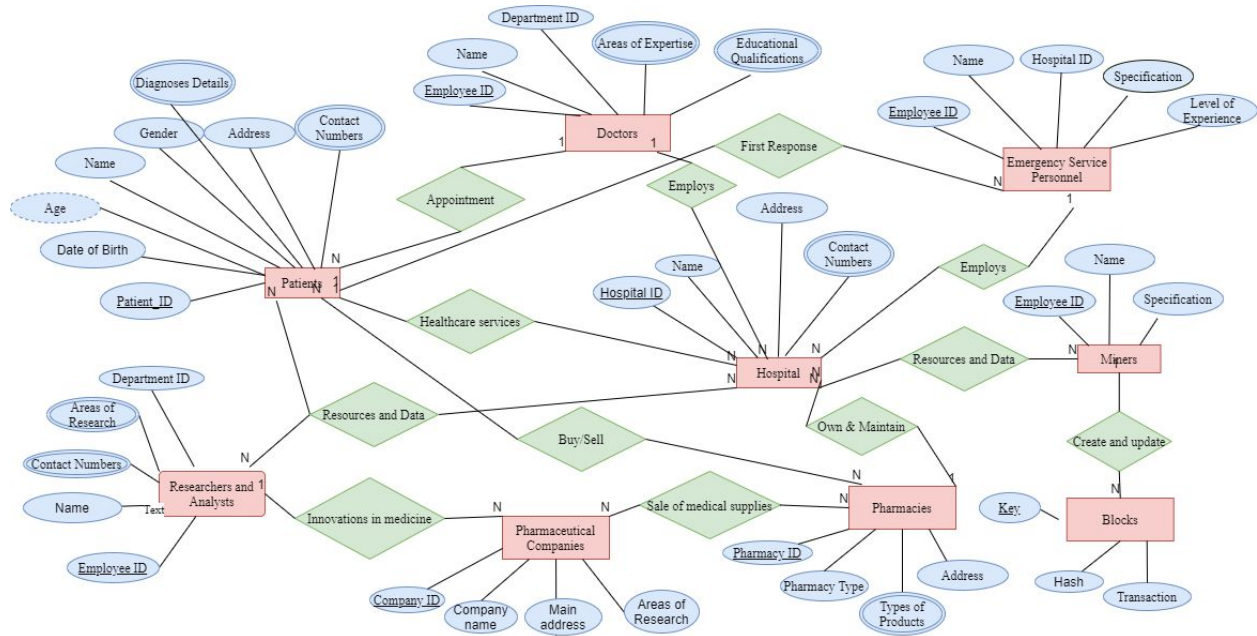 Department ID
Areas of Expertise
Educational
Qualifications
Name
Employee ID
Doctors
1
1
Diagnoses Details
Gender
Address
Contact
Numbers
Name
Age
Date of Birth
Patient_ID
Patients
N
N
N
1
1
Appointment
First Response
N
Employs
Name
Hospital ID
Specification
Employee ID
Level of
Experience
Emergency Service
Personnel
1
Employs
Address
Name
Contact
Numbers
Hospital ID
Hospital
N
N
N
N
N
N
N
Healthcare services
Name
Employee ID
Specification
Miners
N
1
Resources and Data
Create and update
N
Key
Blocks
Hash
Transaction
Department ID
Areas of
Research
Contact Numbers
Name
Text
Employee ID
Researchers and
Analysts
N
1
Resources and Data
Buy/Sell
Own & Maintain
Innovations in medicine
N
N
Sale of medical supplies
Pharmaceutical
Companies
Company ID
Company
name
Main
address
Areas of
Research
N
N
1
Pharmacies
Pharmacy ID
Pharmacy Type
Types of
Products
Address